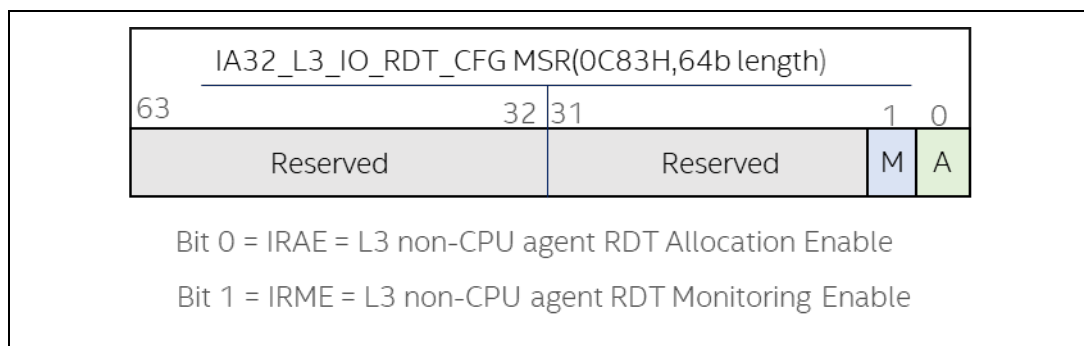 IA32_L3_IO_RDT_CFG MSR(0C83H,64b length)
63 32 31 1 0
Reserved Reserved M A
Bit 0 = IRAE = L3 non-CPU agent RDT Allocation Enable
Bit 1 = IRME = L3 non-CPU agent RDT Monitoring Enable